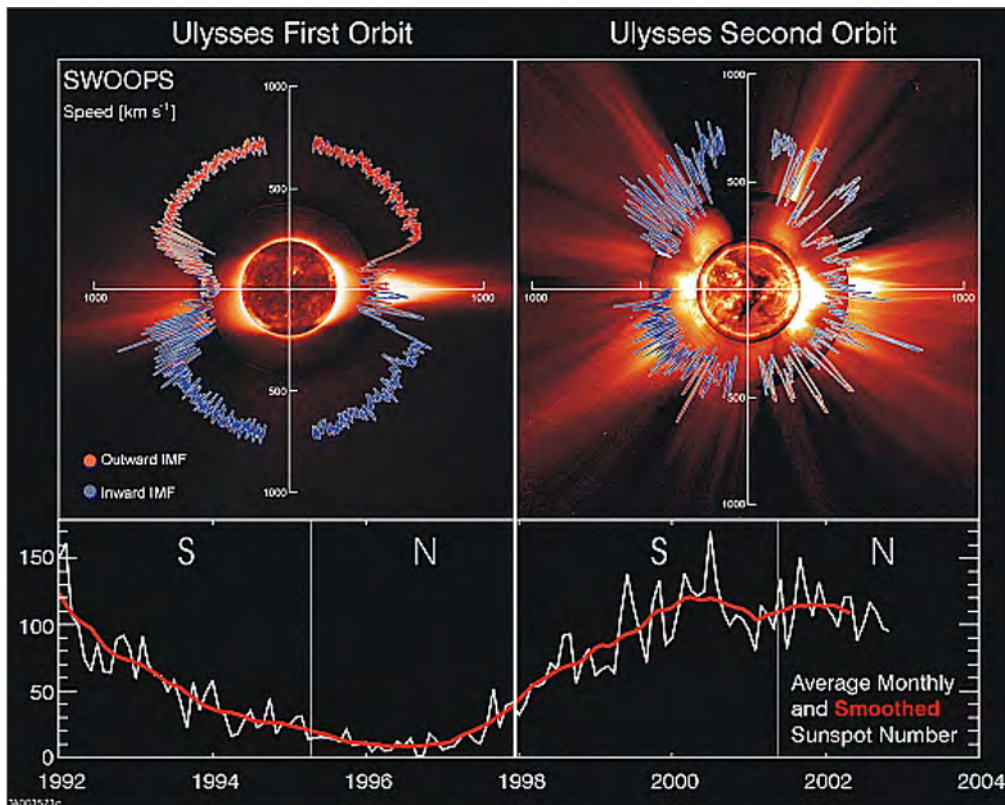 Ulysses First Orbit
Ulysses Second Orbit
SWOOPS
Speed [km s⁻¹]
1000
500
1000
1000
500
1000
Outward IMF
Inward IMF
1000
500
1000
1000
500
1000
S
N
S
N
150
100
50
0
Average Monthly
and Smoothed
Sunspot Number
1992
1994
1996
1998
2000
2002
2004